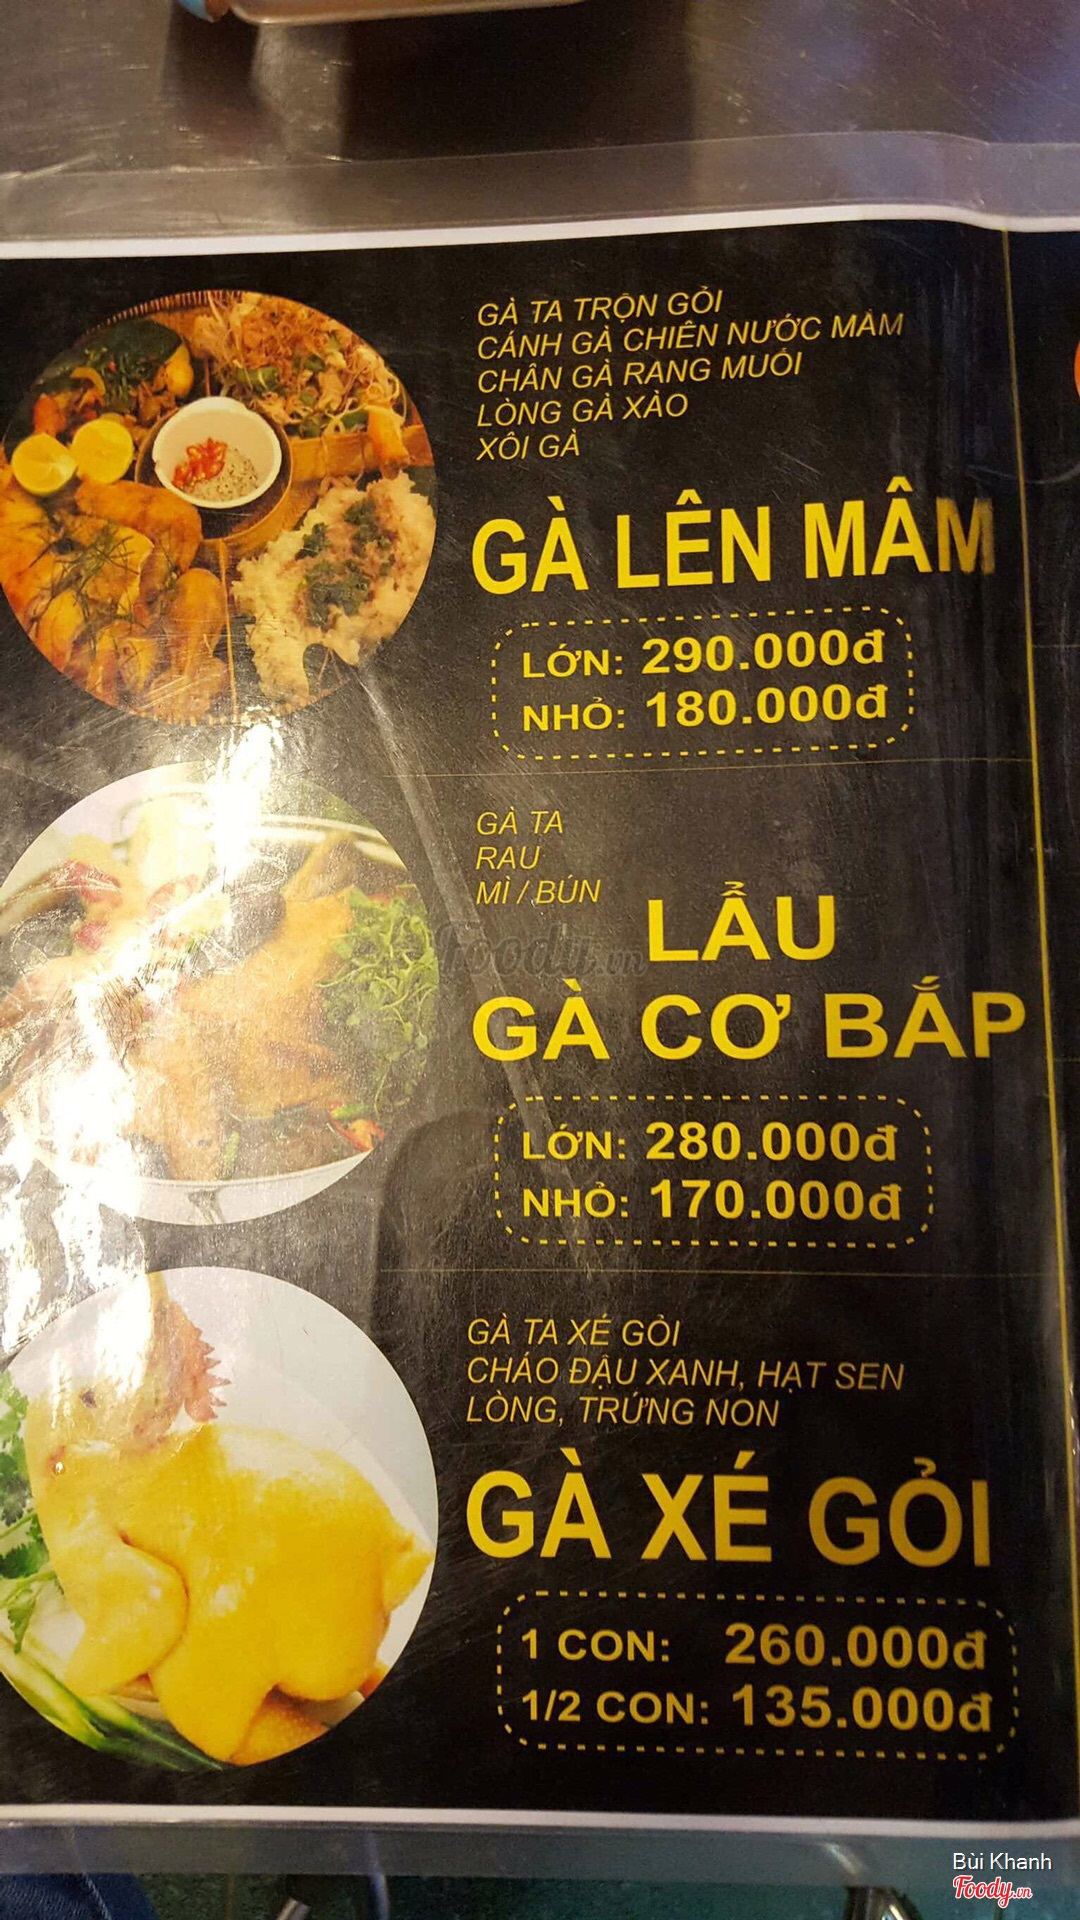 GÀ TA TRỘN GỎI
CÁNH GÀ CHIÊN NƯỚC MẮM
CHÂN GÀ RANG MUỐI
LÒNG GÀ XÀO
XÔI GÀ
GÀ LÊN MÂM
LỚN: 290.000đ
NHỎ: 180.000đ
GÀ TA
RAU
MÌ / BÚN
LẨU
GÀ CƠ BẮP
LỚN: 280.000đ
NHỎ: 170.000đ
Foody.vn
GÀ TA XÉ GỎI
CHÁO ĐẬU XANH, HẠT SEN
LÒNG, TRỨNG NON
GÀ XÉ GỎI
1 CON: 260.000đ
1/2 CON: 135.000đ
Bùi Khanh
Foody.vn